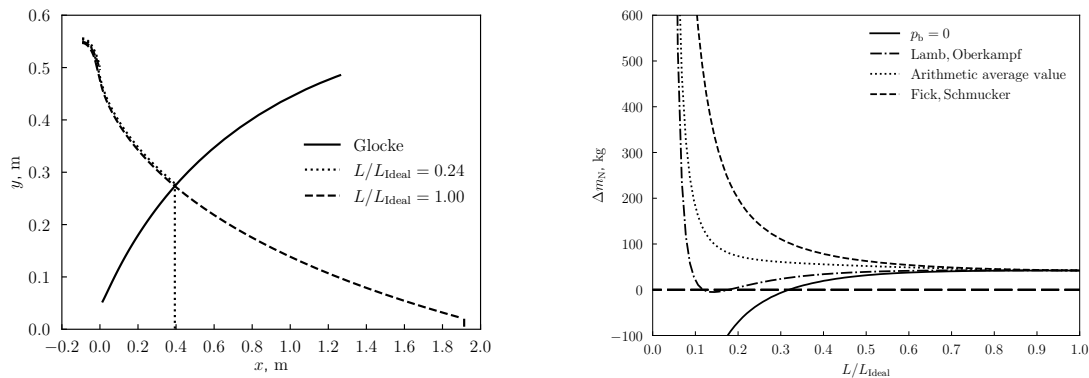 0.6
0.5
0.4
0.3
0.2
0.1
0.0
y, m
−0.2 0.0 0.2 0.4 0.6 0.8 1.0 1.2 1.4 1.6 1.8 2.0
x, m
Glocke
L/L_Ideal = 0.24
L/L_Ideal = 1.00
600
500
400
300
200
100
0
−100
Δm_N, kg
0.0 0.1 0.2 0.3 0.4 0.5 0.6 0.7 0.8 0.9 1.0
L/L_Ideal
p_b = 0
Lamb, Oberkampf
Arithmetic average value
Fick, Schmucker